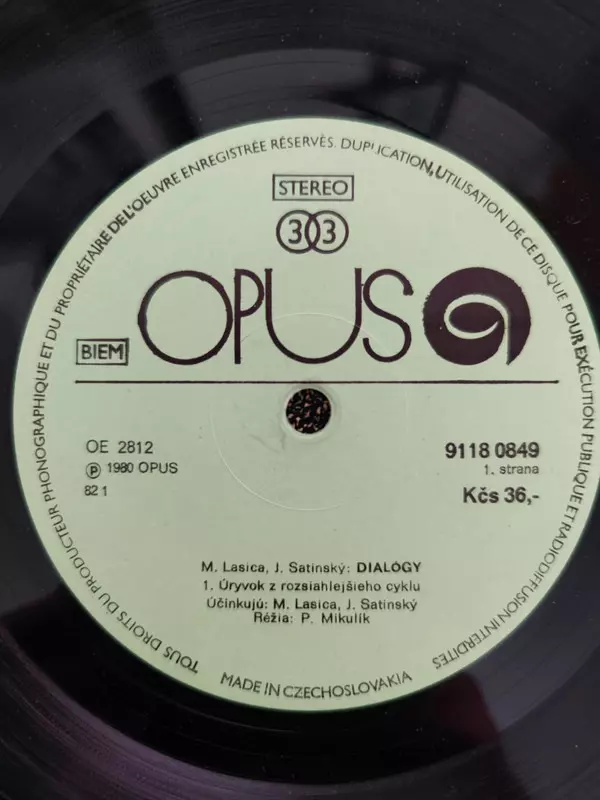 TOUS DROITS DU PRODUCTEUR PHONOGRAPHIQUE ET DU PROPRIÉTAIRE DE L'OEUVRE ENREGISTRÉE RÉSERVÉS. DUPLICATION, UTILISATION DE CE DISQUE POUR EXÉCUTION PUBLIQUE ET RADIODIFFUSION INTERDITES
STEREO
33
OPUS
BIEM
OE 2812
9118 0849
℗ 1980 OPUS
1. strana
82 1
Kčs 36,-
M. Lasica, J. Satinský: DIALÓGY
1. Úryvok z rozsiahlejšieho cyklu
Účinkujú: M. Lasica, J. Satinský
Réžia: P. Mikulík
MADE IN CZECHOSLOVAKIA